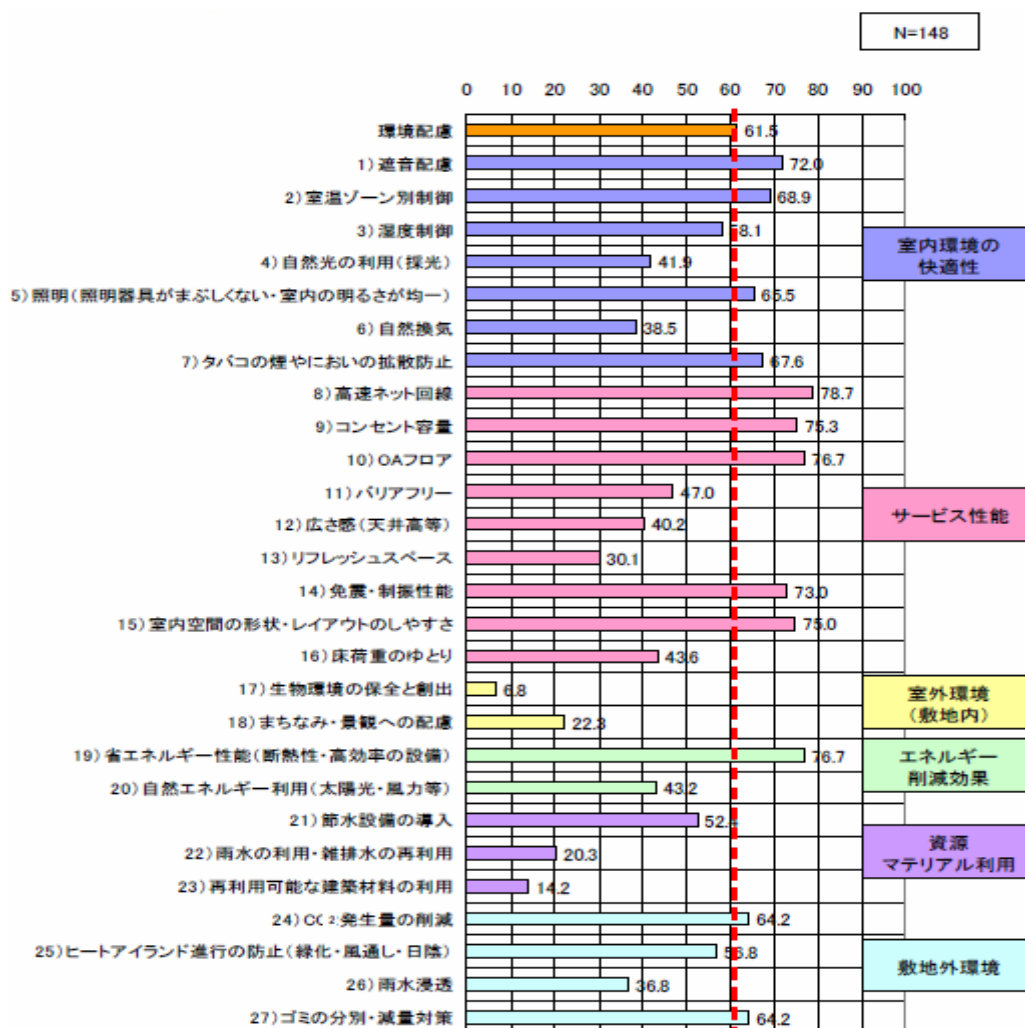 N=148
0 10 20 30 40 50 60 70 80 90 100
環境配慮 61.5
1)遮音配慮 72.0
2)室温ゾーン別制御 68.9
3)湿度制御 58.1
4)自然光の利用(採光) 41.9
5)照明(照明器具がまぶしくない・室内の明るさが均一) 65.5
6)自然換気 38.5
7)タバコの煙やにおいの拡散防止 67.6
室内環境の
快適性
8)高速ネット回線 78.7
9)コンセント容量 75.3
10)OAフロア 76.7
11)バリアフリー 47.0
12)広さ感(天井高等) 40.2
13)リフレッシュスペース 30.1
14)免震・制振性能 73.0
15)室内空間の形状・レイアウトのしやすさ 75.0
16)床荷重のゆとり 43.6
サービス性能
17)生物環境の保全と創出 6.8
18)まちなみ・景観への配慮 22.3
室外環境
(敷地内)
19)省エネルギー性能(断熱性・高効率の設備) 76.7
20)自然エネルギー利用(太陽光・風力等) 43.2
エネルギー
削減効果
21)節水設備の導入 52.4
22)雨水の利用・雑排水の再利用 20.3
23)再利用可能な建築材料の利用 14.2
資源
マテリアル利用
24)CO2発生量の削減 64.2
25)ヒートアイランド進行の防止(緑化・風通し・日陰) 56.8
26)雨水浸透 36.8
27)ゴミの分別・減量対策 64.2
敷地外環境